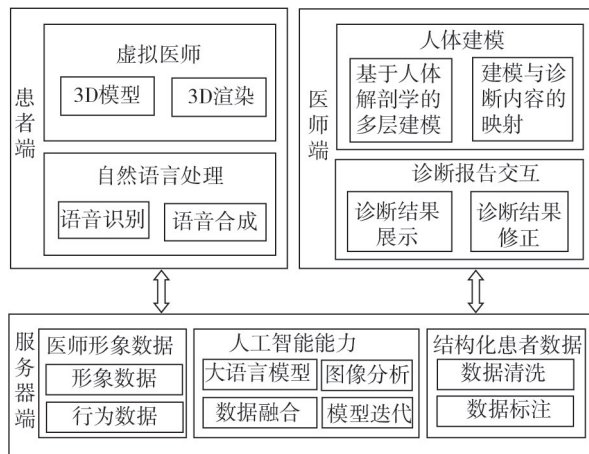 患者端
虚拟医师
3D模型
3D渲染
自然语言处理
语音识别
语音合成
医师端
人体建模
基于人体
解剖学的
多层建模
建模与诊
断内容的
映射
诊断报告交互
诊断结果
展示
诊断结果
修正
服务器端
医师形象数据
形象数据
行为数据
人工智能能力
大语言模型
图像分析
数据融合
模型迭代
结构化患者数据
数据清洗
数据标注